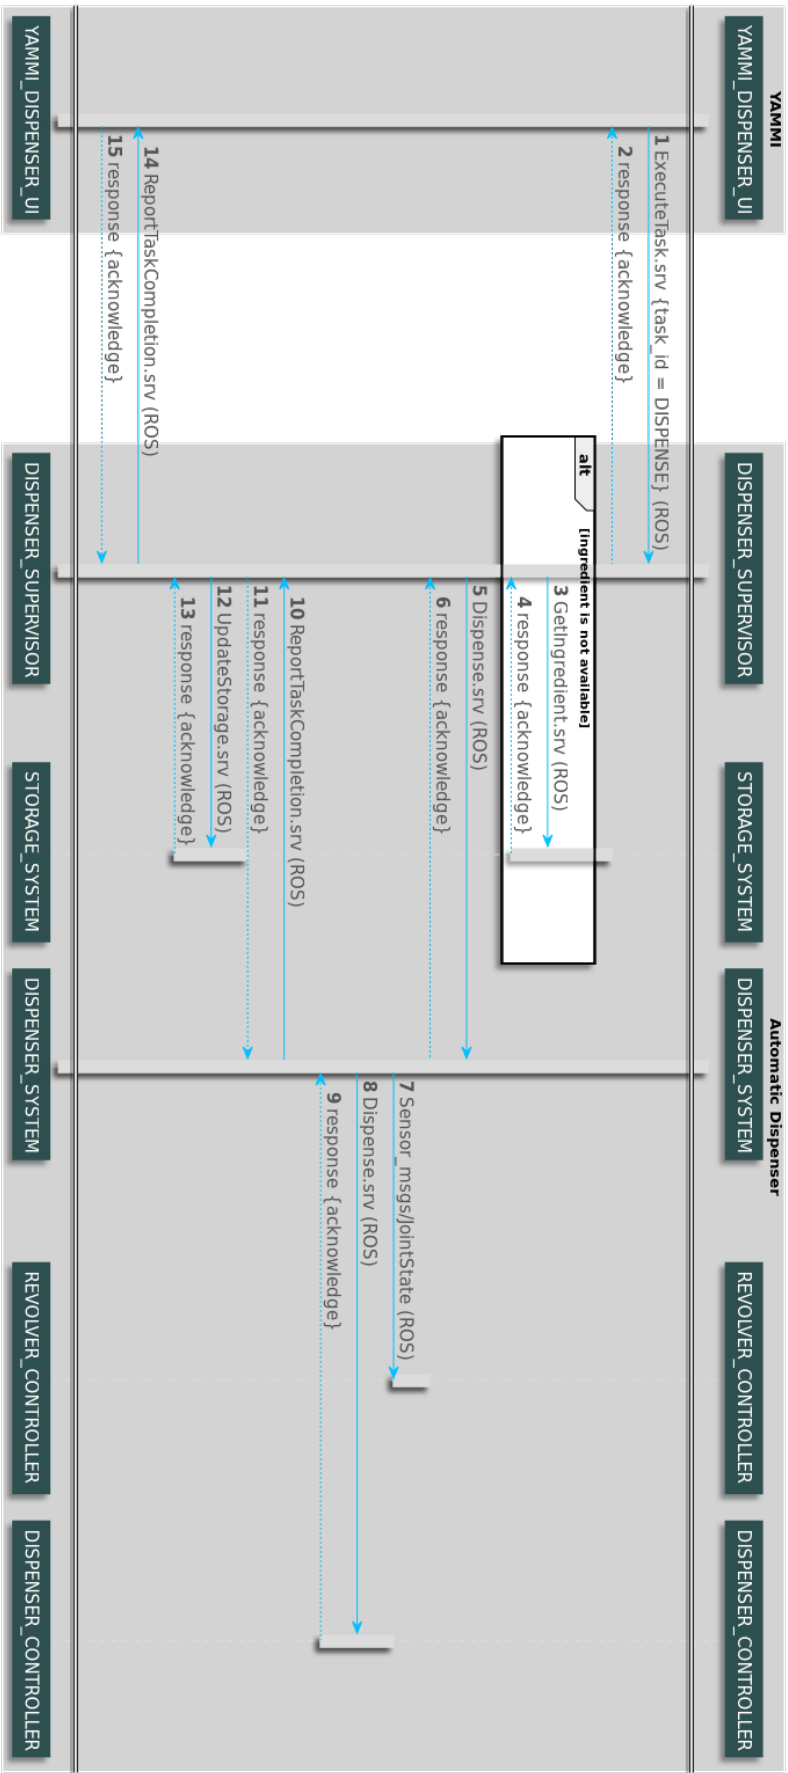 YAMMI
Automatic Dispenser
YAMMI_DISPENSER_UI
DISPENSER_SUPERVISOR
STORAGE_SYSTEM
DISPENSER_SYSTEM
REVOLVER_CONTROLLER
DISPENSER_CONTROLLER
1 ExecuteTask.srv {task_id = DISPENSE} (ROS)
2 response {acknowledge}
alt
[ingredient is not available]
3 GetIngredient.srv (ROS)
4 response {acknowledge}
5 Dispense.srv (ROS)
6 response {acknowledge}
7 Sensor_msgs/JointState (ROS)
8 Dispense.srv (ROS)
9 response {acknowledge}
10 ReportTaskCompletion.srv (ROS)
11 response {acknowledge}
12 UpdateStorage.srv (ROS)
13 response {acknowledge}
14 ReportTaskCompletion.srv (ROS)
15 response {acknowledge}
YAMMI_DISPENSER_UI
DISPENSER_SUPERVISOR
STORAGE_SYSTEM
DISPENSER_SYSTEM
REVOLVER_CONTROLLER
DISPENSER_CONTROLLER